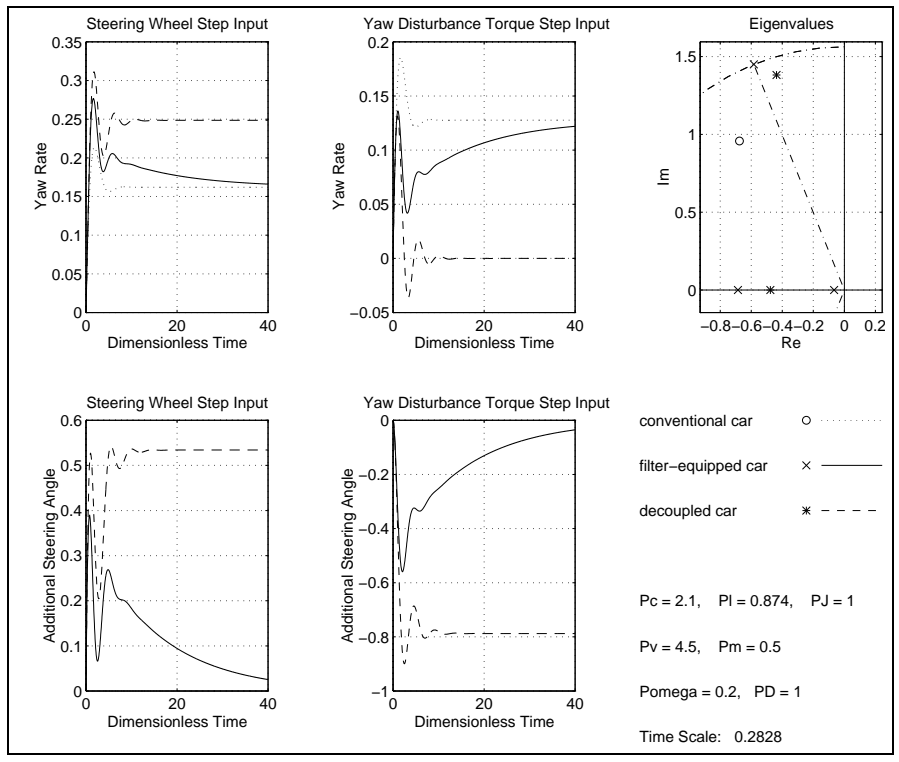 Steering Wheel Step Input
0.35
0.3
0.25
0.2
0.15
0.1
0.05
0
Yaw Rate
0 20 40
Dimensionless Time
Yaw Disturbance Torque Step Input
0.2
0.15
0.1
0.05
0
−0.05
Yaw Rate
0 20 40
Dimensionless Time
Eigenvalues
1.5
1
0.5
0
Im
−0.8−0.6−0.4−0.2 0 0.2
Re
Steering Wheel Step Input
0.6
0.5
0.4
0.3
0.2
0.1
0
Additional Steering Angle
0 20 40
Dimensionless Time
Yaw Disturbance Torque Step Input
0
−0.2
−0.4
−0.6
−0.8
−1
Additional Steering Angle
0 20 40
Dimensionless Time
conventional car
filter−equipped car
decoupled car
Pc = 2.1, Pl = 0.874, PJ = 1
Pv = 4.5, Pm = 0.5
Pomega = 0.2, PD = 1
Time Scale: 0.2828